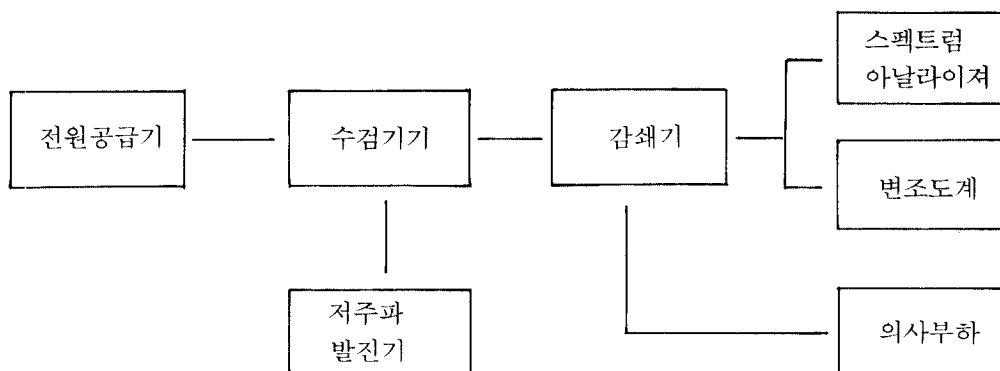 스펙트럼
아날라이져
전원공급기
수검기기
감쇄기
변조도계
저주파
발진기
의사부하